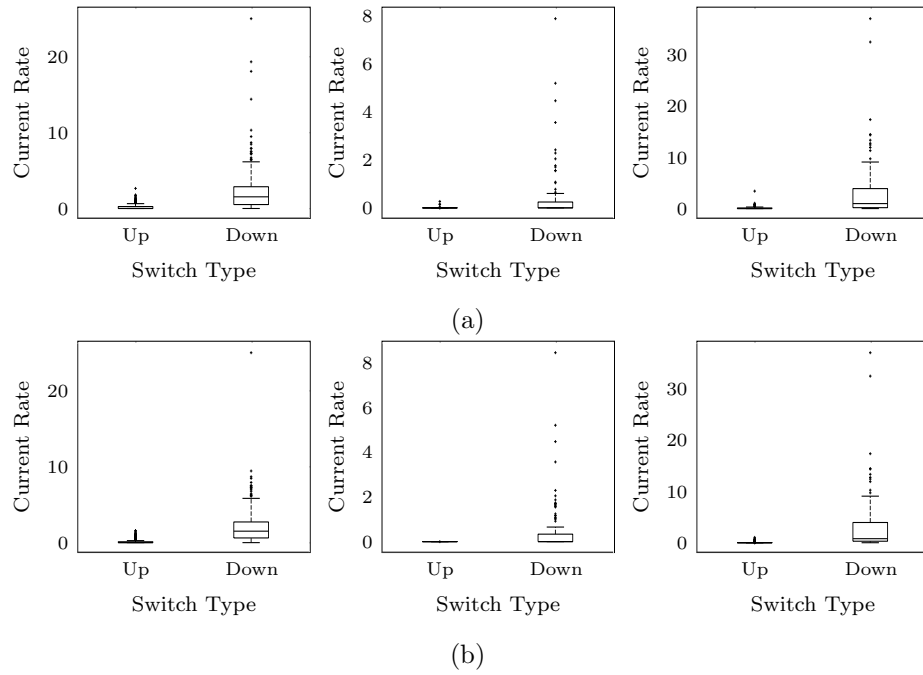 Current Rate
20
10
0
Up Down
Switch Type
Current Rate
8
6
4
2
0
Up Down
Switch Type
Current Rate
30
20
10
0
Up Down
Switch Type
(a)
Current Rate
20
10
0
Up Down
Switch Type
Current Rate
8
6
4
2
0
Up Down
Switch Type
Current Rate
30
20
10
0
Up Down
Switch Type
(b)